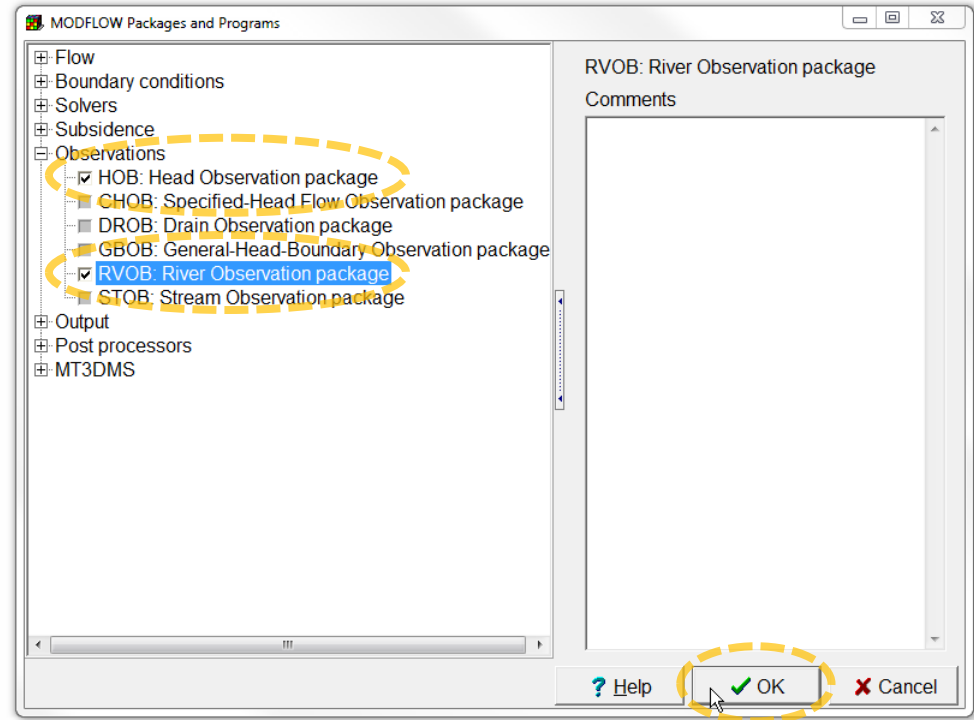 MODFLOW Packages and Programs
Flow
Boundary conditions
Solvers
Subsidence
Observations
HOB: Head Observation package
CHOB: Specified-Head Flow Observation package
DROB: Drain Observation package
GBOB: General-Head-Boundary Observation package
RVOB: River Observation package
STOB: Stream Observation package
Output
Post processors
MT3DMS
RVOB: River Observation package
Comments
? Help
OK
Cancel